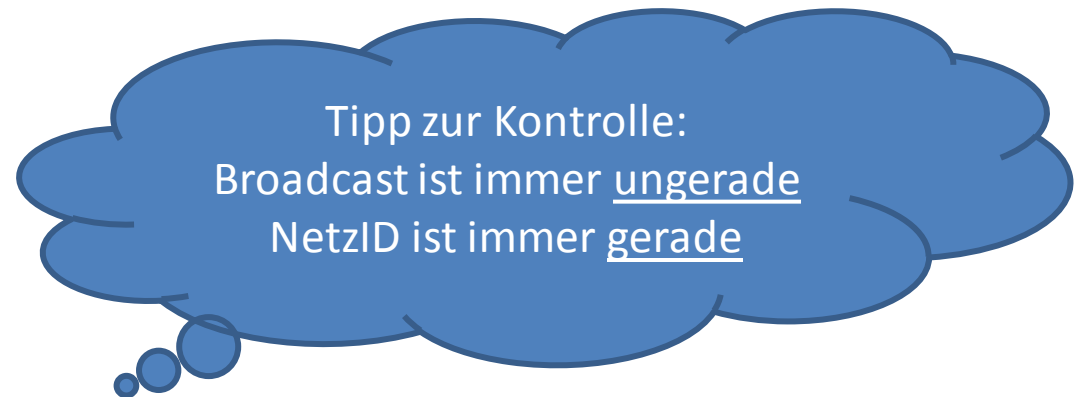 Tipp zur Kontrolle:
Broadcast ist immer ungerade
NetzID ist immer gerade